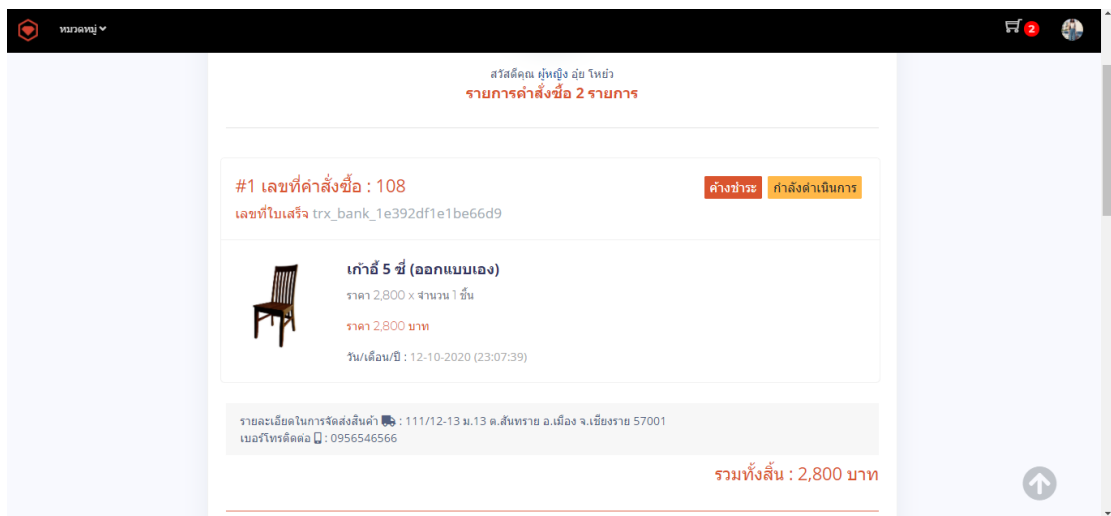 หมวดหมู่
2
สวัสดีคุณ ผู้หญิง อุ๋ย โหย่ว
รายการคำสั่งซื้อ 2 รายการ
#1 เลขที่คำสั่งซื้อ : 108
ค้างชำระ กำลังดำเนินการ
เลขที่ใบเสร็จ trx_bank_1e392df1e1be66d9
เก้าอี้ 5 ซี่ (ออกแบบเอง)
ราคา 2,800 x จำนวน 1 ชิ้น
ราคา 2,800 บาท
วัน/เดือน/ปี : 12-10-2020 (23:07:39)
รายละเอียดในการจัดส่งสินค้า : 111/12-13 ม.13 ต.สันทราย อ.เมือง จ.เชียงราย 57001
เบอร์โทรติดต่อ : 0956546566
รวมทั้งสิ้น : 2,800 บาท